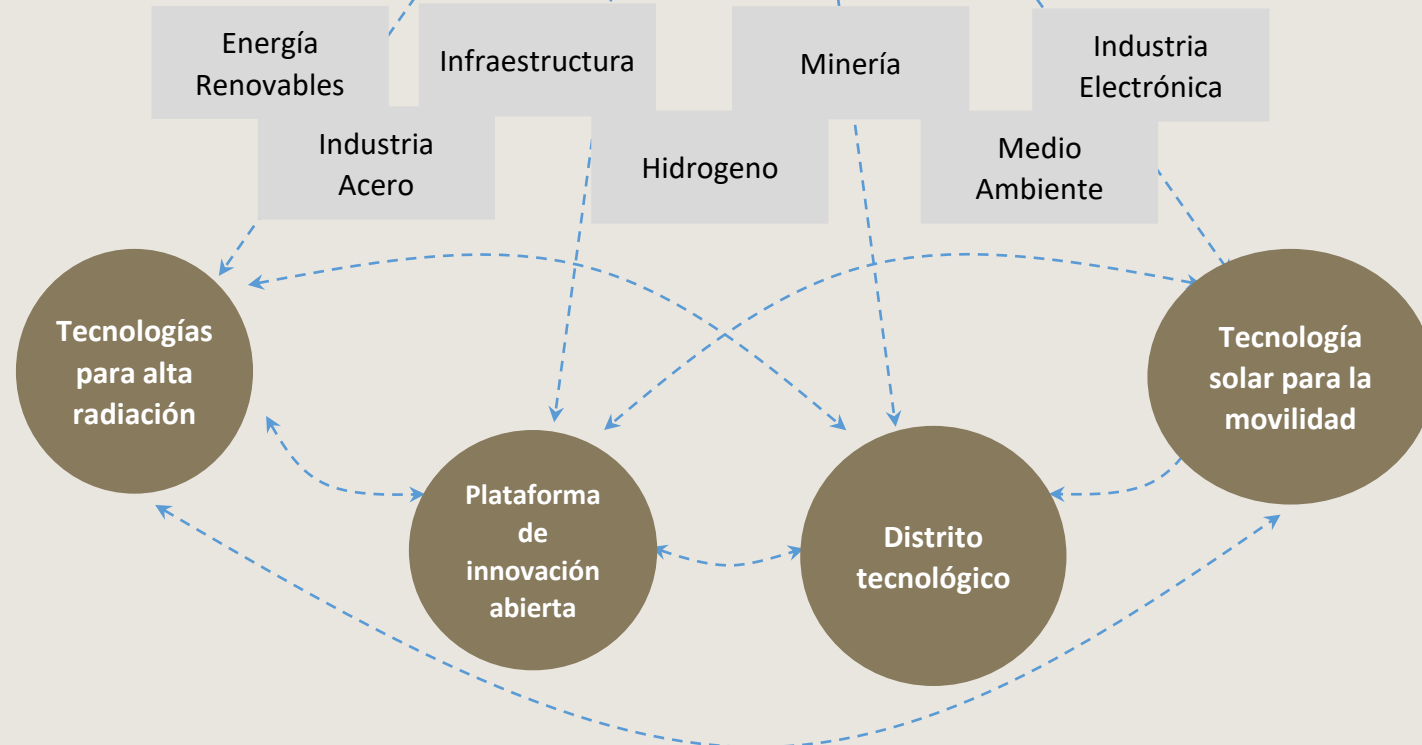 Energía
Renovables
Infraestructura
Minería
Industria
Electrónica
Industria
Acero
Hidrogeno
Medio
Ambiente
Tecnologías
para alta
radiación
Plataforma
de
innovación
abierta
Distrito
tecnológico
Tecnología
solar para la
movilidad